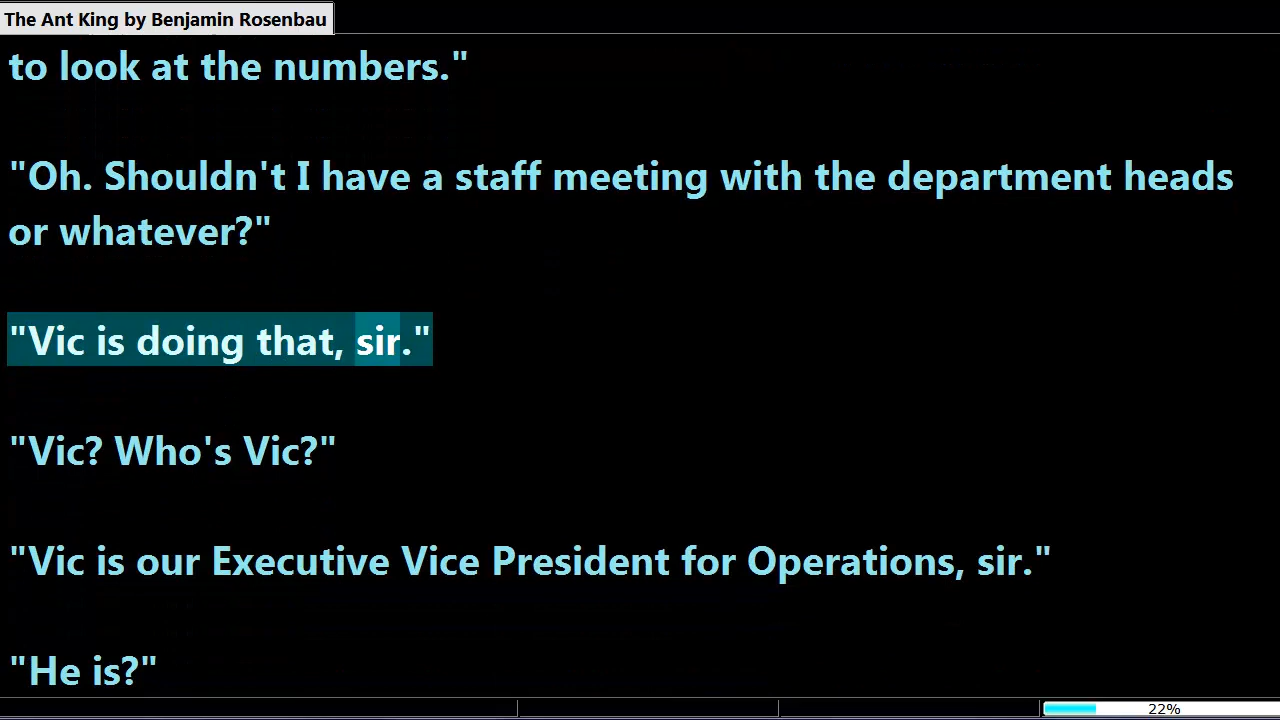 The Ant King by Benjamin Rosenbau
to look at the numbers."
"Oh. Shouldn't I have a staff meeting with the department heads
or whatever?"
"Vic is doing that, sir."
"Vic? Who's Vic?"
"Vic is our Executive Vice President for Operations, sir."
"He is?"
22%